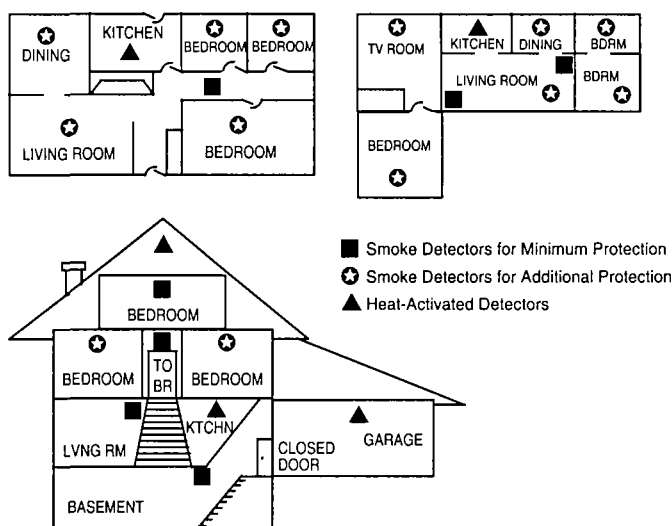 KITCHEN
DINING
BEDROOM
BEDROOM
LIVING ROOM
BEDROOM
TV ROOM
KITCHEN
DINING
BDRM
LIVING ROOM
BDRM
BEDROOM
Smoke Detectors for Minimum Protection
Smoke Detectors for Additional Protection
Heat-Activated Detectors
BEDROOM
BEDROOM
TO
BR
BEDROOM
LVNG RM
KTCHN
CLOSED
DOOR
GARAGE
BASEMENT